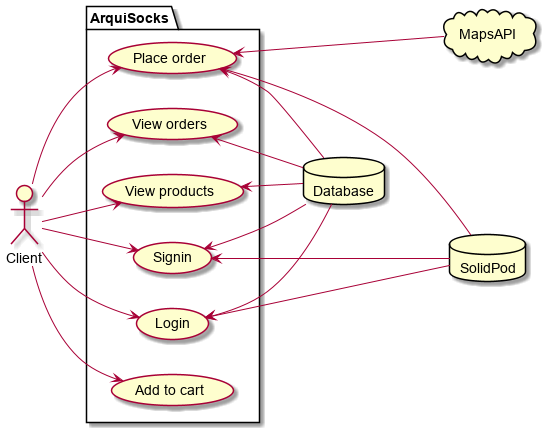 ArquiSocks
Place order
MapsAPI
View orders
View products
Database
Client
Signin
SolidPod
Login
Add to cart